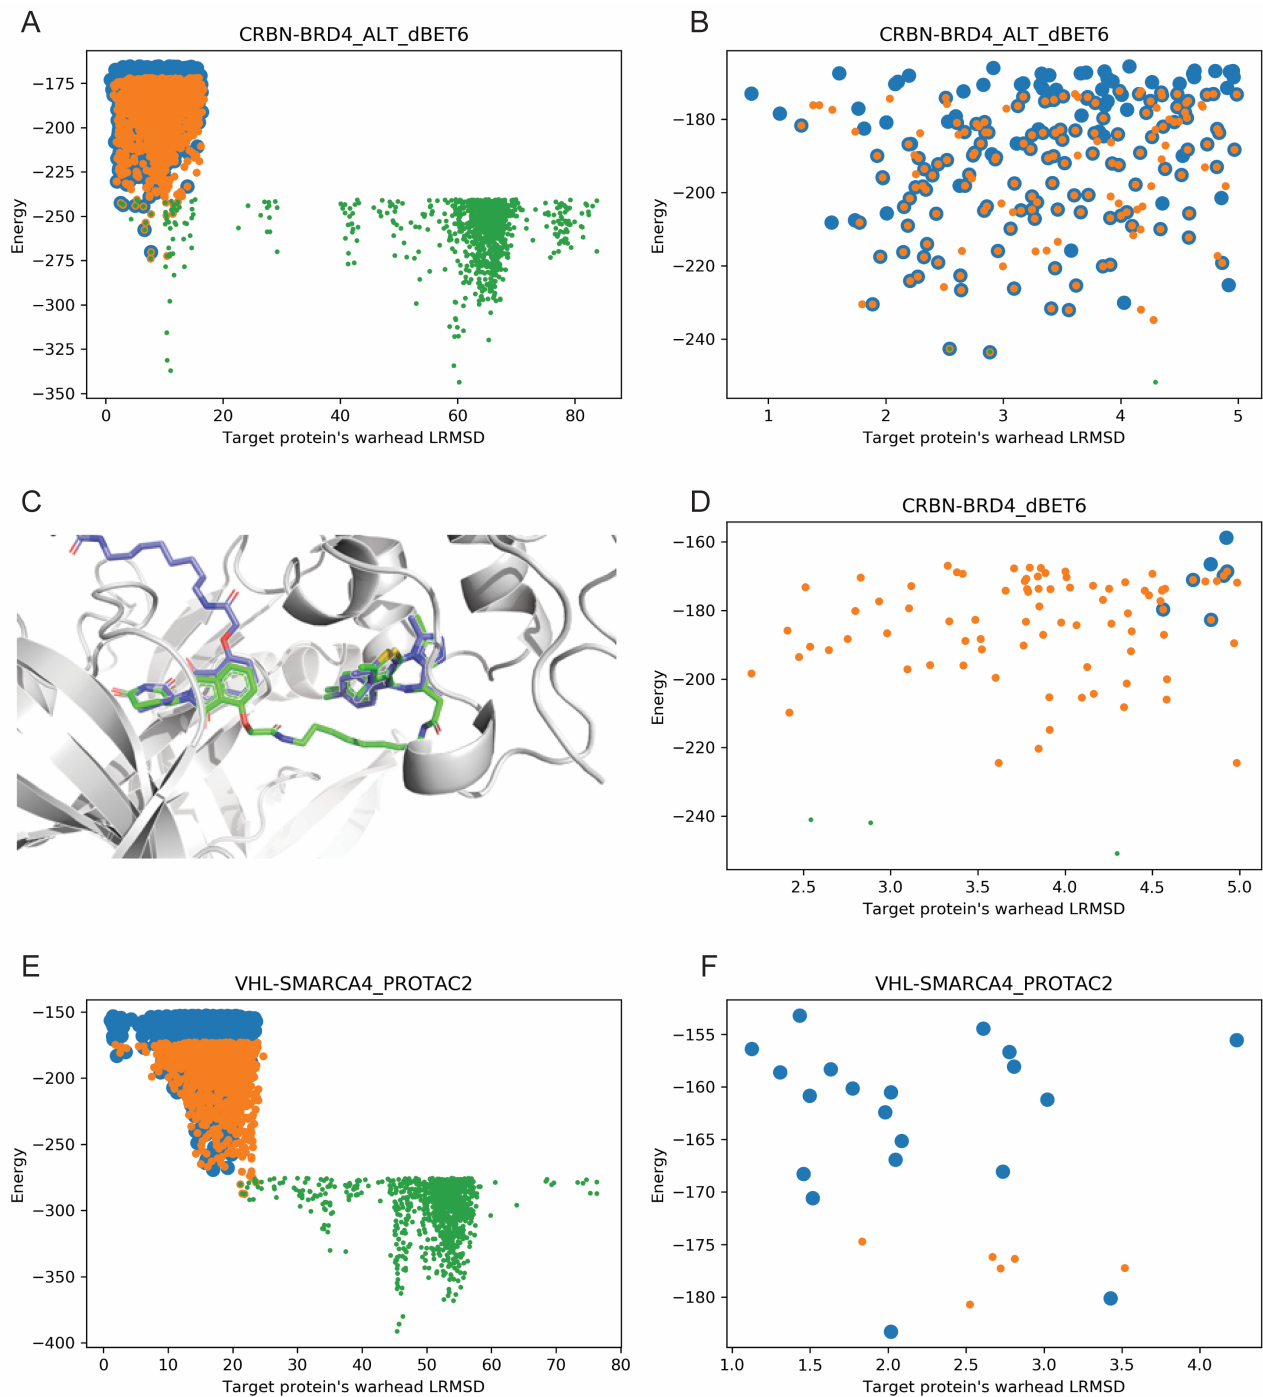 A
CRBN-BRD4_ALT_dBET6
−175
−200
−225
−250
−275
−300
−325
−350
Energy
0 20 40 60 80
Target protein's warhead LRMSD
B
CRBN-BRD4_ALT_dBET6
−180
−200
−220
−240
Energy
1 2 3 4 5
Target protein's warhead LRMSD
C
D
CRBN-BRD4_dBET6
−160
−180
−200
−220
−240
Energy
2.5 3.0 3.5 4.0 4.5 5.0
Target protein's warhead LRMSD
E
VHL-SMARCA4_PROTAC2
−150
−200
−250
−300
−350
−400
Energy
0 10 20 30 40 50 60 70 80
Target protein's warhead LRMSD
F
VHL-SMARCA4_PROTAC2
−155
−160
−165
−170
−175
−180
Energy
1.0 1.5 2.0 2.5 3.0 3.5 4.0
Target protein's warhead LRMSD